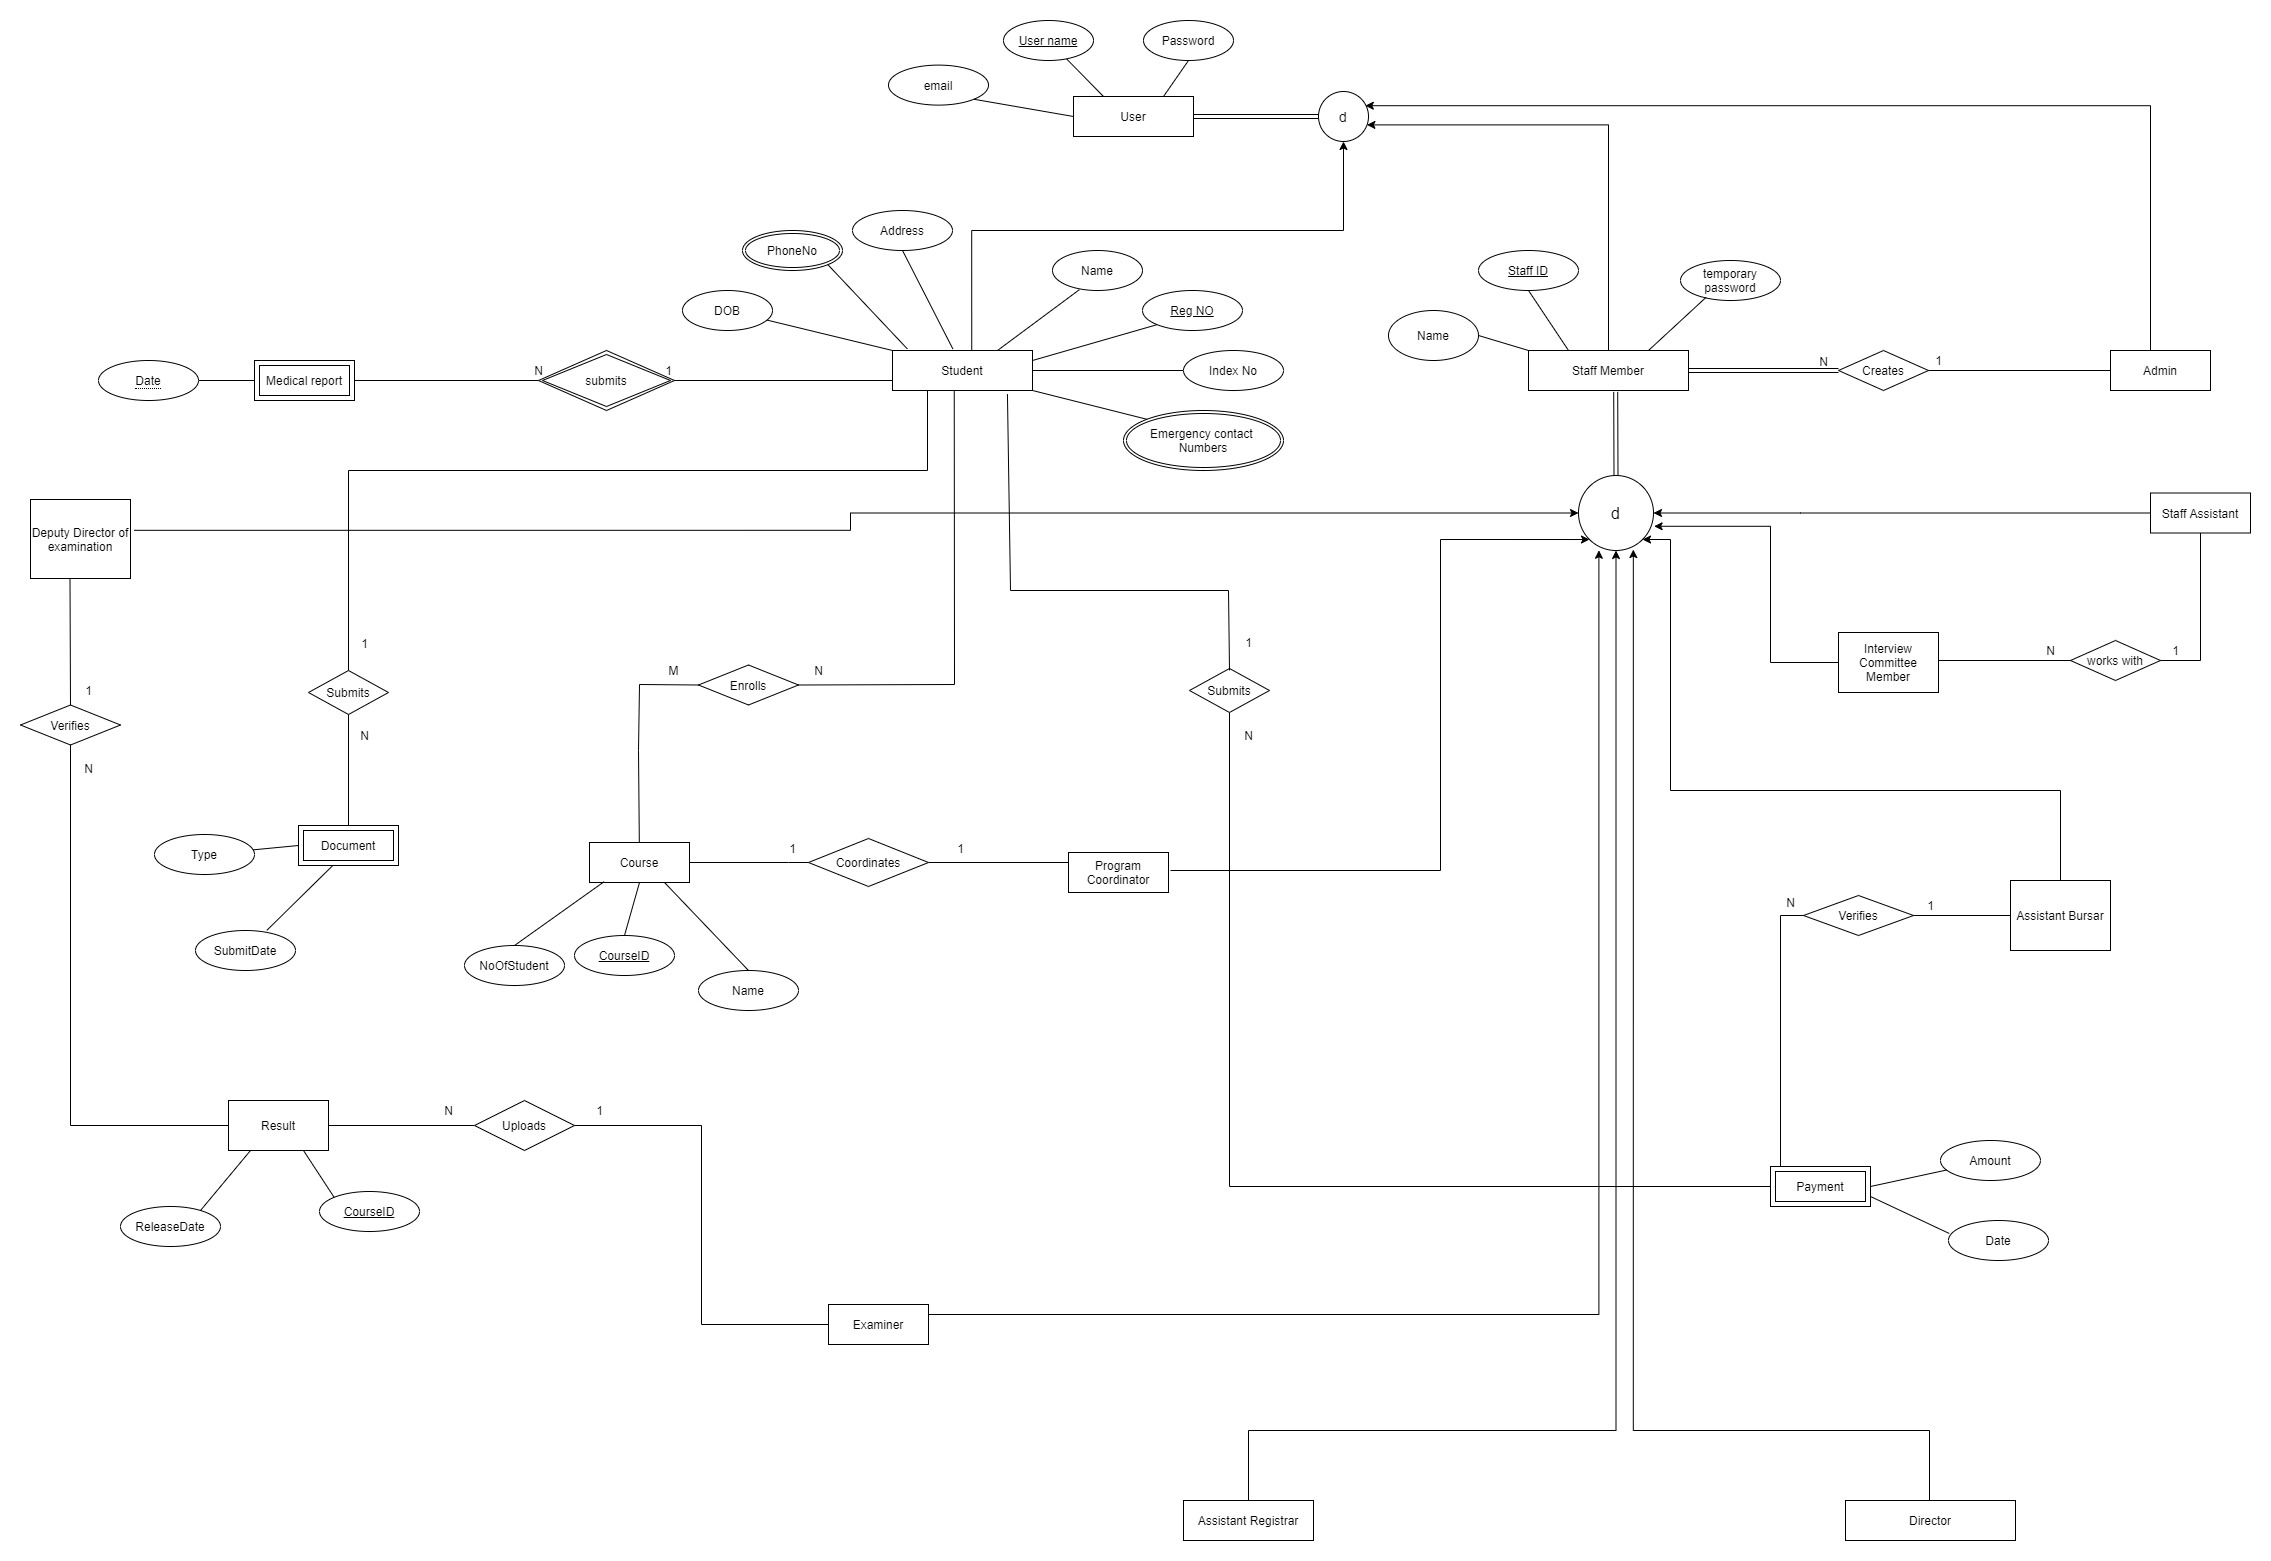 User name
Password
email
User
d
Address
PhoneNo
Name
Staff ID
temporary
password
DOB
Reg NO
Name
Date
Medical report
N
submits
1
Student
Index No
Staff Member
N
Creates
1
Admin
Emergency contact
Numbers
Deputy Director of
examination
d
Staff Assistant
1
1
Interview
Committee
Member
N
works with
1
M
Enrolls
N
1
Submits
Submits
Verifies
N
N
N
Type
Document
Course
1
Coordinates
1
Program
Coordinator
N
Verifies
1
Assistant Bursar
SubmitDate
NoOfStudent
CourseID
Name
Result
N
Uploads
1
Amount
Payment
ReleaseDate
CourseID
Date
Examiner
Assistant Registrar
Director